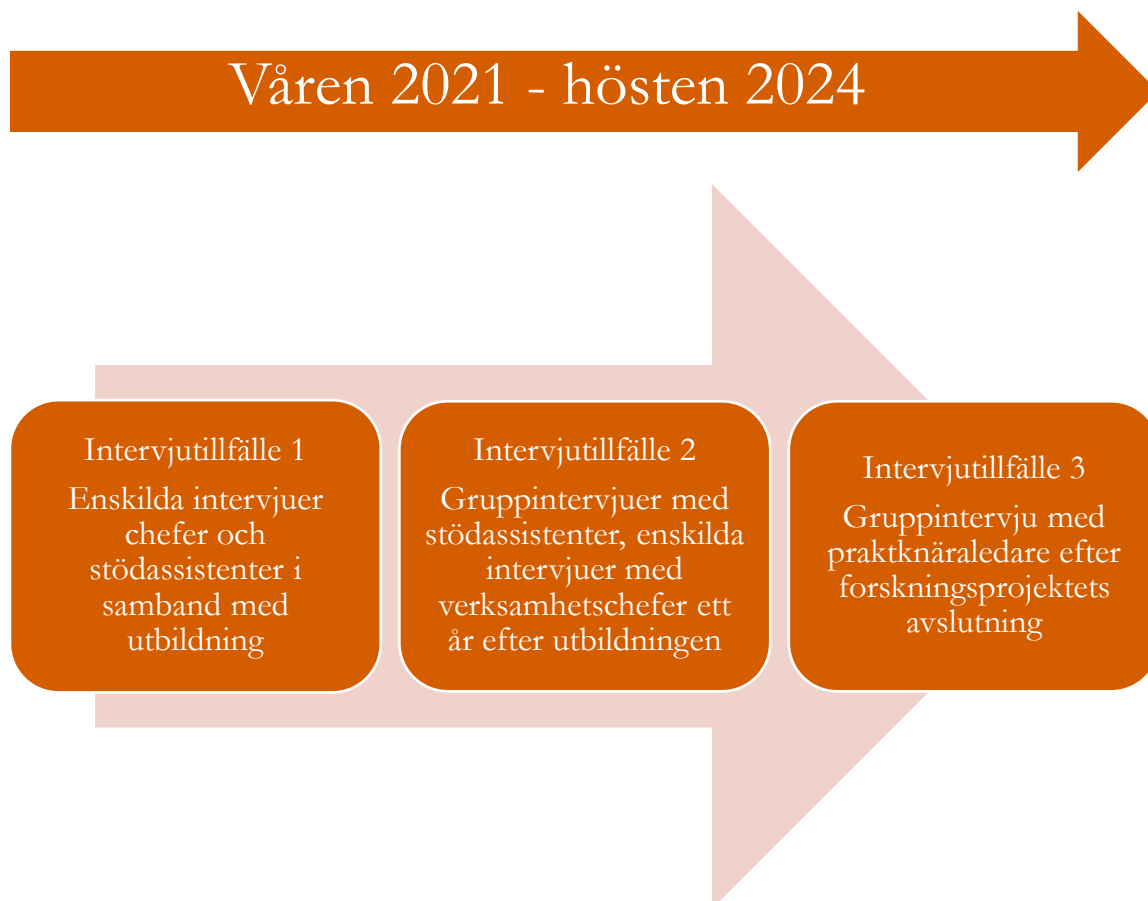 Våren 2021 - hösten 2024
Intervjutillfälle 1
Enskilda intervjuer
chefer och
stödassistenter i
samband med
utbildning
Intervjutillfälle 2
Gruppintervjuer med
stödassistenter, enskilda
intervjuer med
verksamhetschefer ett
år efter utbildningen
Intervjutillfälle 3
Gruppintervju med
praktknäraledare efter
forskningsprojektets
avslutning